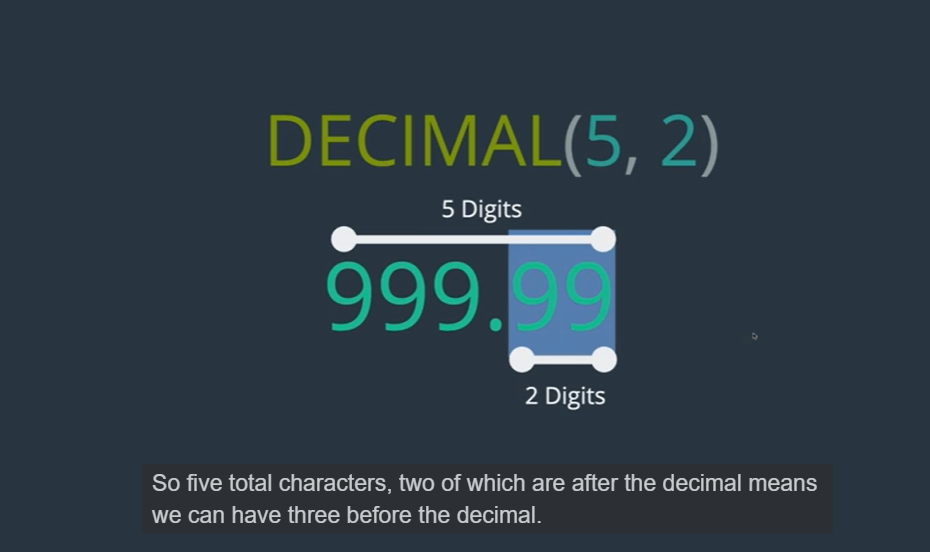 DECIMAL(5, 2)
5 Digits
999.99
2 Digits
So five total characters, two of which are after the decimal means
we can have three before the decimal.